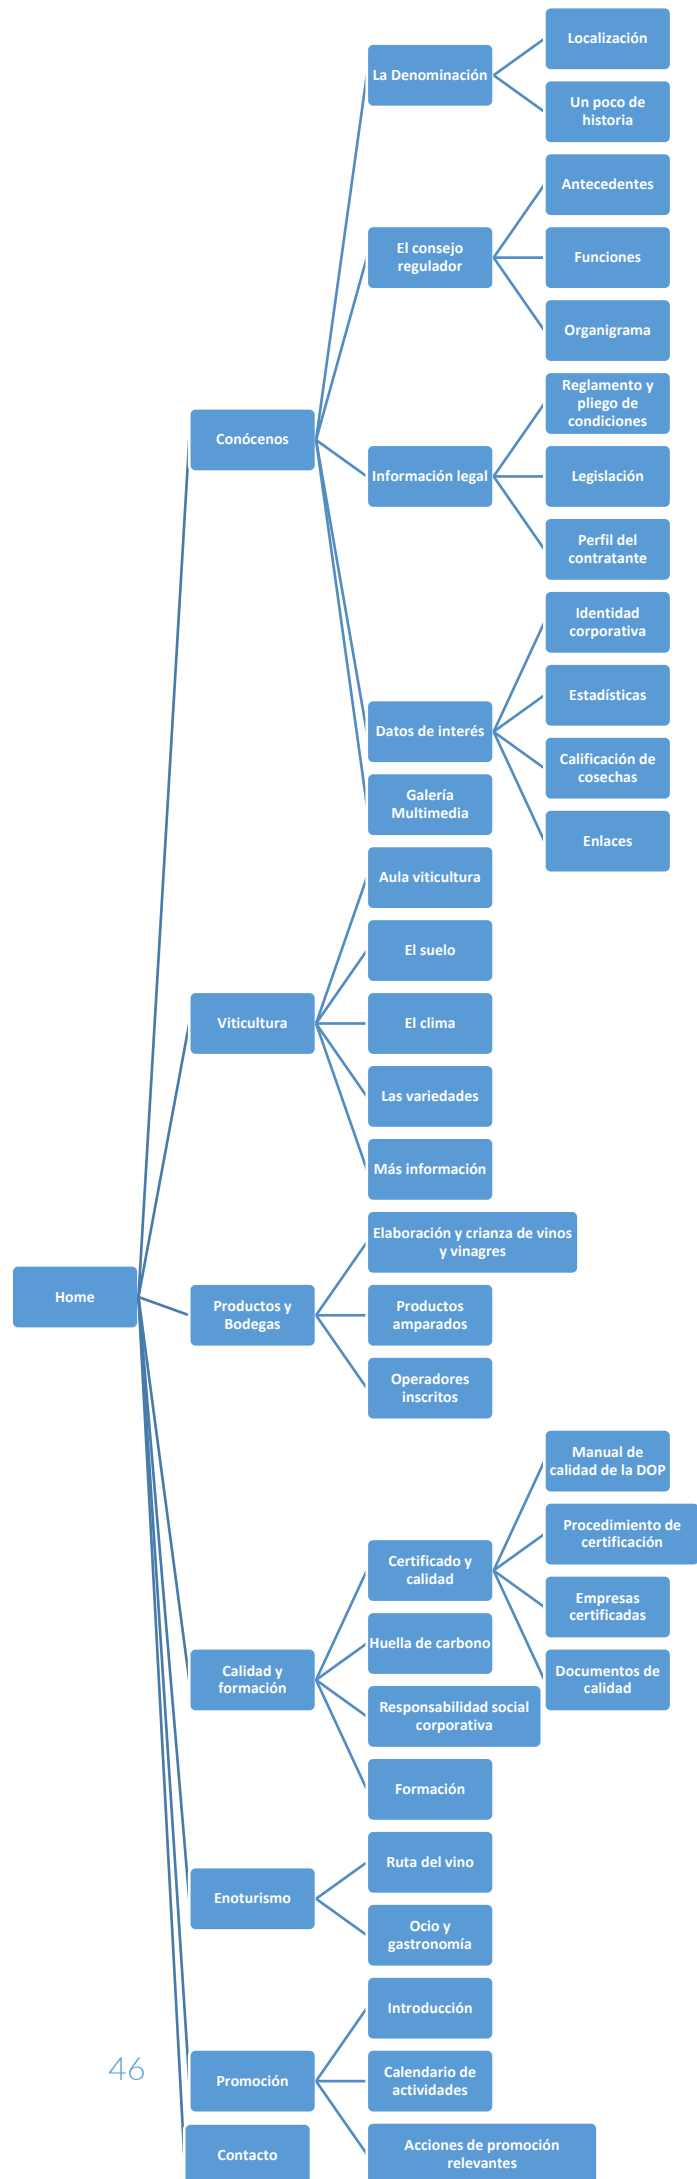 Home
Conócenos
La Denominación
Localización
Un poco de
historia
El consejo
regulador
Antecedentes
Funciones
Organigrama
Información legal
Reglamento y
pliego de
condiciones
Legislación
Perfil del
contratante
Datos de interés
Identidad
corporativa
Estadísticas
Calificación de
cosechas
Enlaces
Galería
Multimedia
Viticultura
Aula viticultura
El suelo
El clima
Las variedades
Más información
Productos y
Bodegas
Elaboración y crianza de vinos
y vinagres
Productos
amparados
Operadores
inscritos
Calidad y
formación
Certificado y
calidad
Manual de
calidad de la DOP
Procedimiento de
certificación
Empresas
certificadas
Documentos de
calidad
Huella de carbono
Responsabilidad social
corporativa
Formación
Enoturismo
Ruta del vino
Ocio y
gastronomía
Promoción
Introducción
Calendario de
actividades
Acciones de promoción
relevantes
Contacto
46